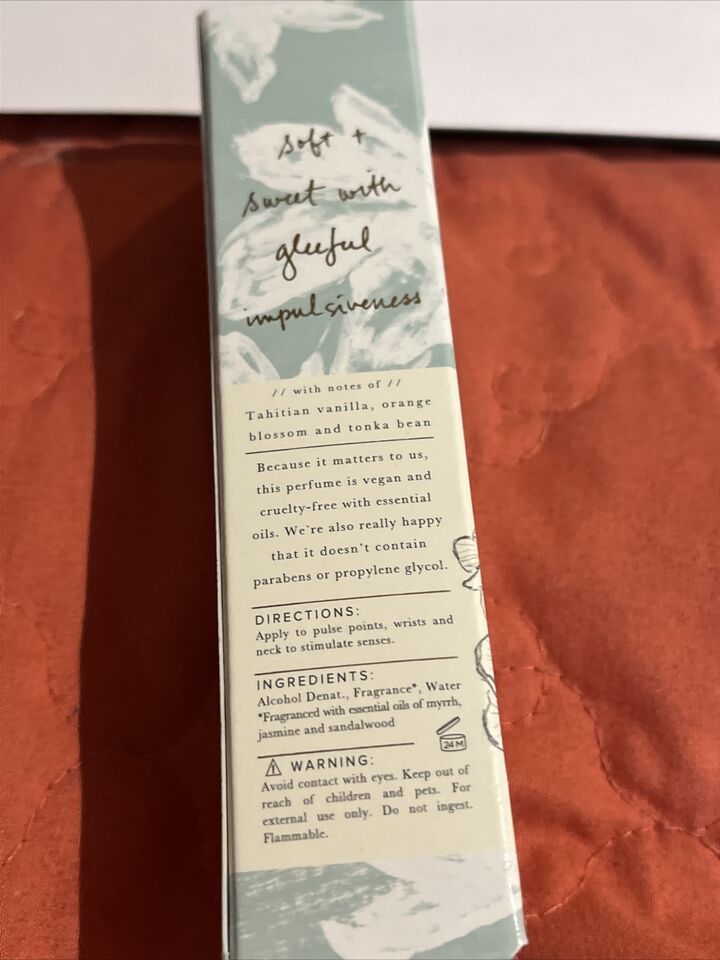 soft +
sweet with
gleeful
impulsiveness
// with notes of //
Tahitian vanilla, orange
blossom and tonka bean
Because it matters to us,
this perfume is vegan and
cruelty-free with essential
oils. We're also really happy
that it doesn't contain
parabens or propylene glycol.
DIRECTIONS:
Apply to pulse points, wrists and
neck to stimulate senses.
INGREDIENTS:
Alcohol Denat., Fragrance*, Water
*Fragranced with essential oils of myrrh,
jasmine and sandalwood
24M
WARNING:
Avoid contact with eyes. Keep out of
reach of children and pets. For
external use only. Do not ingest.
Flammable.